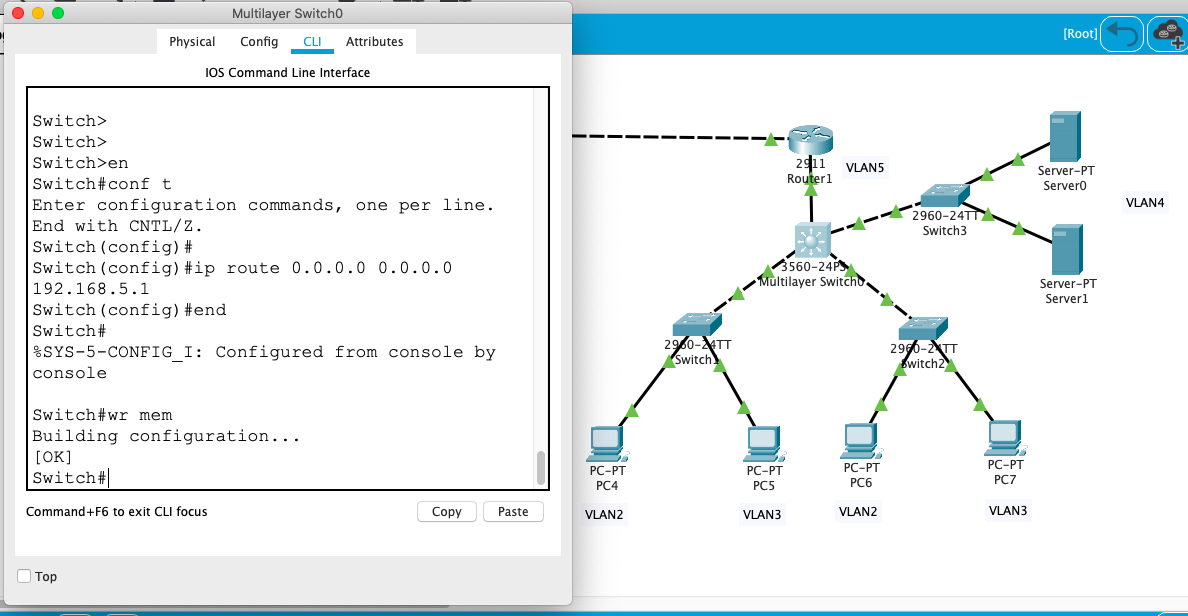 Multilayer Switch0
Physical Config CLI Attributes
IOS Command Line Interface
Switch>
Switch>
Switch>en
Switch#conf t
Enter configuration commands, one per line.
End with CNTL/Z.
Switch(config)#
Switch(config)#ip route 0.0.0.0 0.0.0.0
192.168.5.1
Switch(config)#end
Switch#
%SYS-5-CONFIG_I: Configured from console by
console
Switch#wr mem
Building configuration...
[OK]
Switch#
Command+F6 to exit CLI focus
Copy
Paste
Top
[Root]
2911
Router1
VLAN5
Server-PT
Server0
VLAN4
2960-24TT
Switch3
3560-24PS
Multilayer Switch0
Server-PT
Server1
2960-24TT
Switch1
2960-24TT
Switch2
PC-PT
PC4
PC-PT
PC5
PC-PT
PC6
PC-PT
PC7
VLAN2
VLAN3
VLAN2
VLAN3